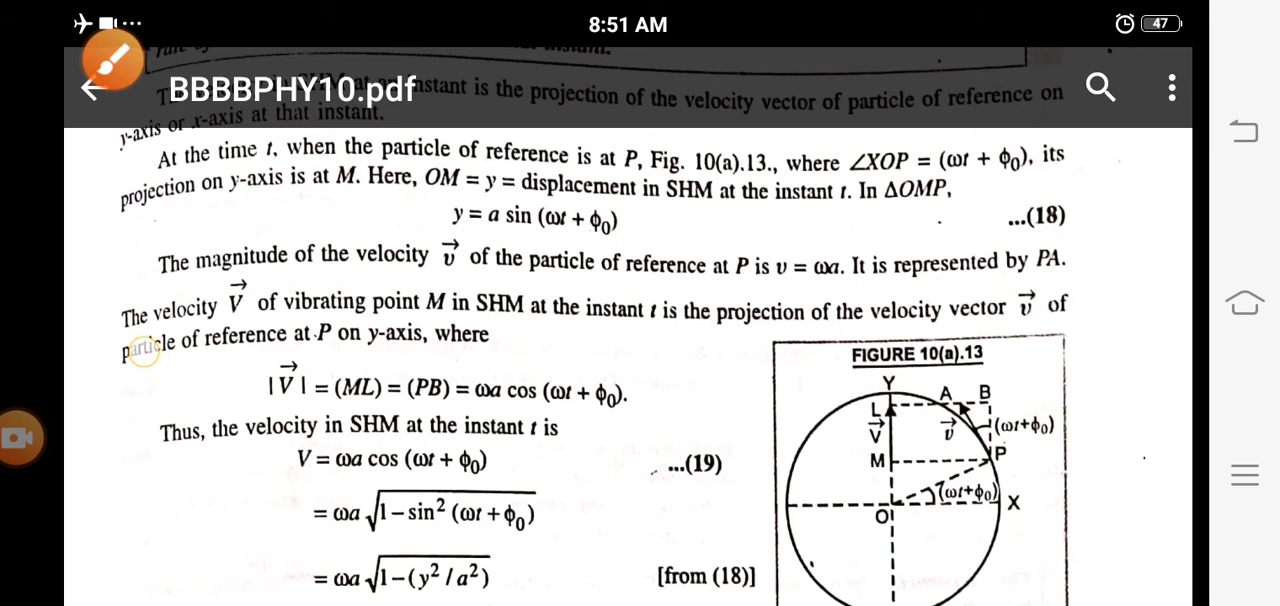 8:51 AM
47
BBBBPHY10.pdf
instant is the projection of the velocity vector of particle of reference on
y-axis or x-axis at that instant.
At the time t, when the particle of reference is at P, Fig. 10(a).13., where ∠XOP = (ωt + ϕ₀), its
projection on y-axis is at M. Here, OM = y = displacement in SHM at the instant t. In ΔOMP,
y = a sin (ωt + ϕ₀) ...(18)
The magnitude of the velocity v⃗ of the particle of reference at P is υ = ωa. It is represented by PA.
The velocity V⃗ of vibrating point M in SHM at the instant t is the projection of the velocity vector v⃗ of
particle of reference at P on y-axis, where
|V⃗| = (ML) = (PB) = ωa cos (ωt + ϕ₀).
Thus, the velocity in SHM at the instant t is
V = ωa cos (ωt + ϕ₀) ...(19)
= ωa √1 – sin² (ωt + ϕ₀)
= ωa √1 – (y² / a²) [from (18)]
FIGURE 10(a).13
Y
A B
L
V⃗ v⃗ (ωt+ϕ₀)
M P
(ωt+ϕ₀)
O X